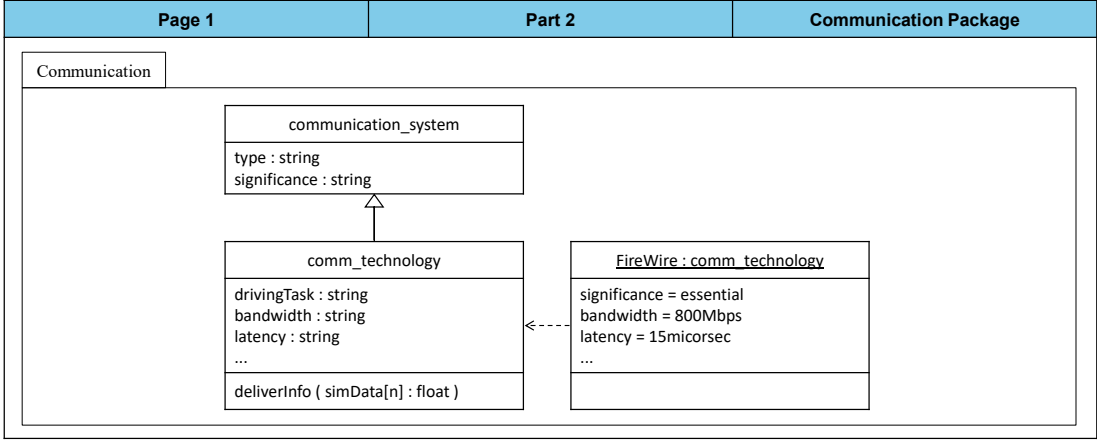 Page 1
Part 2
Communication Package
Communication
communication_system
type : string
significance : string
comm_technology
drivingTask : string
bandwidth : string
latency : string
...
deliverInfo ( simData[n] : float )
FireWire : comm_technology
significance = essential
bandwidth = 800Mbps
latency = 15micorsec
...